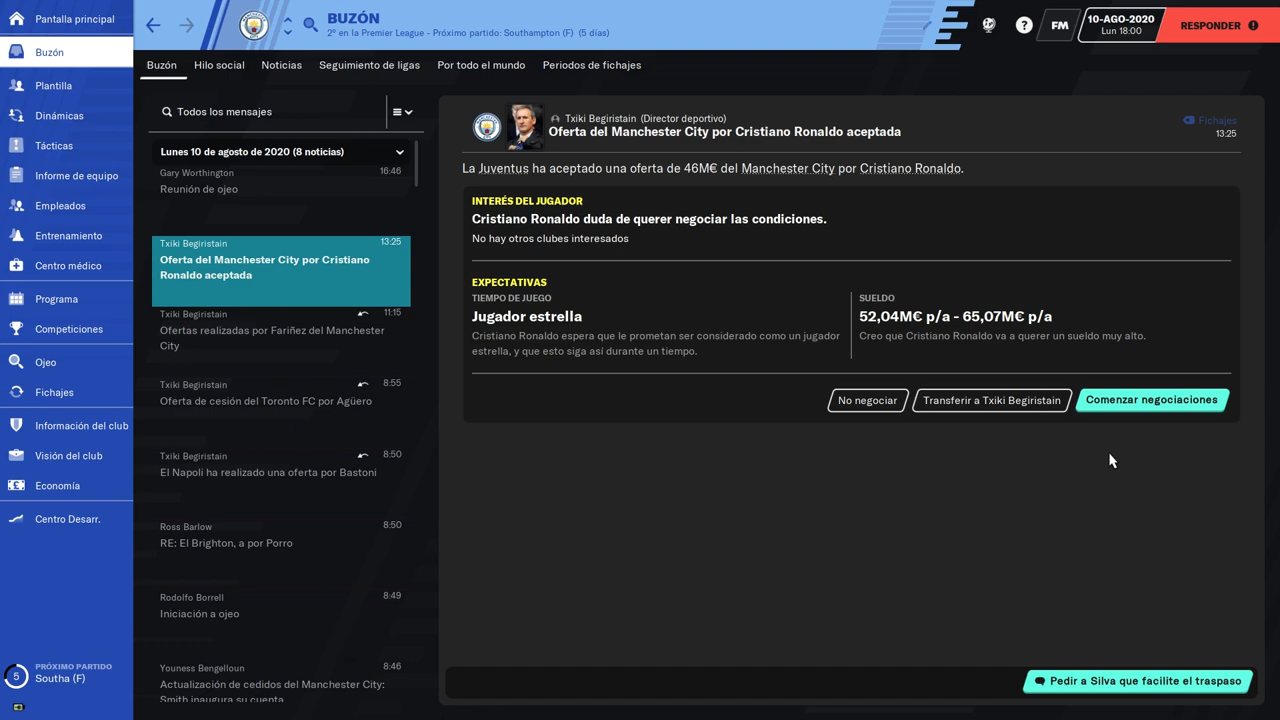 Pantalla principal
Buzón
Plantilla
Dinámicas
Tácticas
Informe de equipo
Empleados
Entrenamiento
Centro médico
Programa
Competiciones
Ojeo
Fichajes
Información del club
Visión del club
Economía
Centro Desarr.
5
PRÓXIMO PARTIDO
Southa (F)
BUZÓN
2º en la Premier League - Próximo partido: Southampton (F) (5 días)
?
FM
10-AGO-2020
Lun 18:00
RESPONDER
Buzón
Hilo social
Noticias
Seguimiento de ligas
Por todo el mundo
Periodos de fichajes
Todos los mensajes
Lunes 10 de agosto de 2020 (8 noticias)
Gary Worthington 16:46
Reunión de ojeo
Txiki Begiristain 13:25
Oferta del Manchester City por Cristiano
Ronaldo aceptada
Txiki Begiristain 11:15
Ofertas realizadas por Fariñez del Manchester
City
Txiki Begiristain 8:55
Oferta de cesión del Toronto FC por Agüero
Txiki Begiristain 8:50
El Napoli ha realizado una oferta por Bastoni
Ross Barlow 8:50
RE: El Brighton, a por Porro
Rodolfo Borrell 8:49
Iniciación a ojeo
Youness Bengelloun 8:46
Actualización de cedidos del Manchester City:
Smith inaugura su cuenta
Txiki Begiristain (Director deportivo)
Oferta del Manchester City por Cristiano Ronaldo aceptada
Fichajes
13:25
La Juventus ha aceptado una oferta de 46M€ del Manchester City por Cristiano Ronaldo.
INTERÉS DEL JUGADOR
Cristiano Ronaldo duda de querer negociar las condiciones.
No hay otros clubes interesados
EXPECTATIVAS
TIEMPO DE JUEGO
Jugador estrella
Cristiano Ronaldo espera que le prometan ser considerado como un jugador
estrella, y que esto siga así durante un tiempo.
SUELDO
52,04M€ p/a - 65,07M€ p/a
Creo que Cristiano Ronaldo va a querer un sueldo muy alto.
No negociar
Transferir a Txiki Begiristain
Comenzar negociaciones
Pedir a Silva que facilite el traspaso